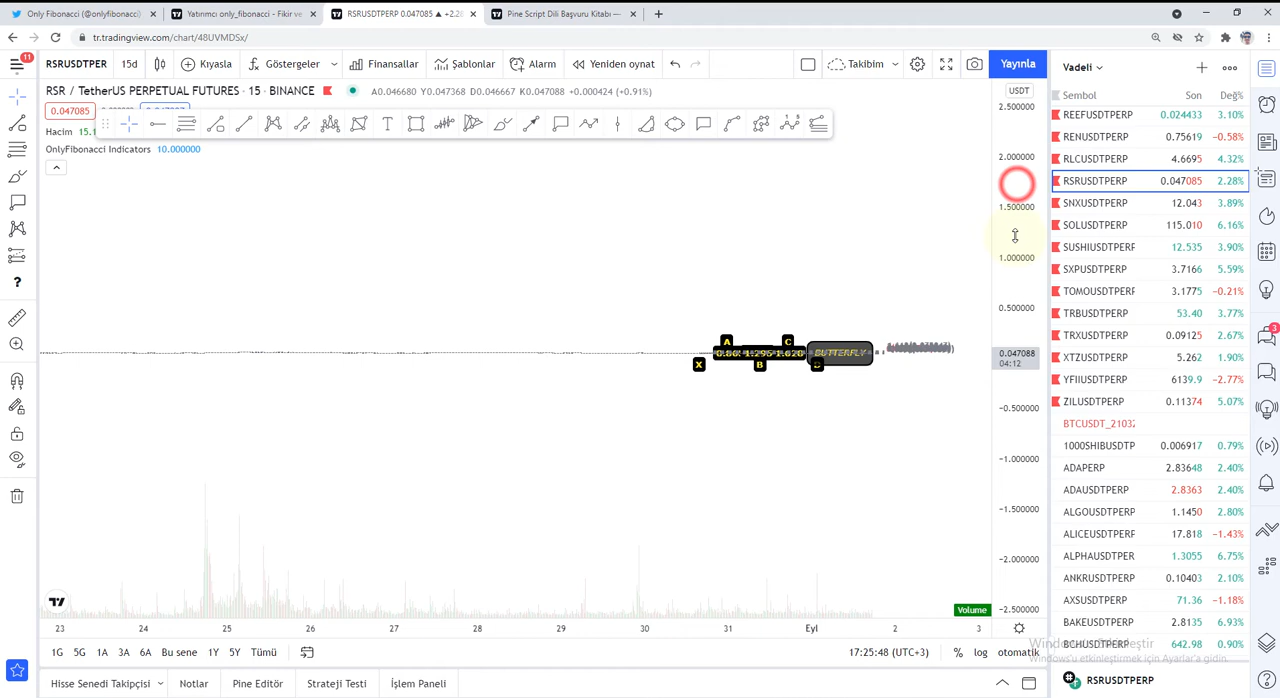 Only Fibonacci (@onlyfibonacci)
Yatırımcı only_fibonacci - Fikir ve
RSRUSDTPERP 0.047085 ▲ +2.28
Pine Script Dili Başvuru Kitabı —
tr.tradingview.com/chart/48UVMDSx/
11
RSRUSDTPER
15d
Kıyasla
Göstergeler
Finansallar
Şablonlar
Alarm
Yeniden oynat
Takibim
Yayınla
Vadeli
RSR / TetherUS PERPETUAL FUTURES · 15 · BINANCE
A0.046680 Y0.047368 D0.046667 K0.047088 +0.000424 (+0.91%)
USDT
0.047085
Hacim 15.1
OnlyFibonacci Indicators 10.000000
Sembol Son Değ%
REEFUSDTPERP 0.024433 3.10%
RENUSDTPERP 0.75619 −0.58%
RLCUSDTPERP 4.6695 4.32%
RSRUSDTPERP 0.047085 2.28%
SNXUSDTPERP 12.043 3.89%
SOLUSDTPERP 115.010 6.16%
SUSHIUSDTPERP 12.535 3.90%
SXPUSDTPERP 3.7166 5.59%
TOMOUSDTPERP 3.1775 −0.21%
TRBUSDTPERP 53.40 3.77%
TRXUSDTPERP 0.09125 2.67%
XTZUSDTPERP 5.262 1.90%
YFIIUSDTPERP 6139.9 −2.77%
ZILUSDTPERP 0.11374 5.07%
BTCUSDT_2103
1000SHIBUSDTP 0.006917 0.79%
ADAPERP 2.83648 2.40%
ADAUSDTPERP 2.8363 2.40%
ALGOUSDTPERP 1.1450 2.80%
ALICEUSDTPERP 17.818 −1.43%
ALPHAUSDTPER 1.3055 6.75%
ANKRUSDTPERP 0.10403 2.10%
AXSUSDTPERP 71.36 −1.18%
BAKEUSDTPERP 2.8135 6.93%
BCHUSDTPERP 642.98 0.90%
3
2.500000
2.000000
1.500000
1.000000
0.500000
0.047088
04:12
−0.500000
−1.000000
−1.500000
−2.000000
−2.500000
A C
1.295 1.620 BUTTERFLY
X B D
Volume
23 24 25 26 27 28 29 30 31 Eyl 2 3
1G 5G 1A 3A 6A Bu sene 1Y 5Y Tümü
17:25:48 (UTC+3) % log otomatik
Windows'u Etkinleştir
Windows'u etkinleştirmek için Ayarlar'a gidin.
Hisse Senedi Takipçisi
Notlar
Pine Editör
Strateji Testi
İşlem Paneli
RSRUSDTPERP